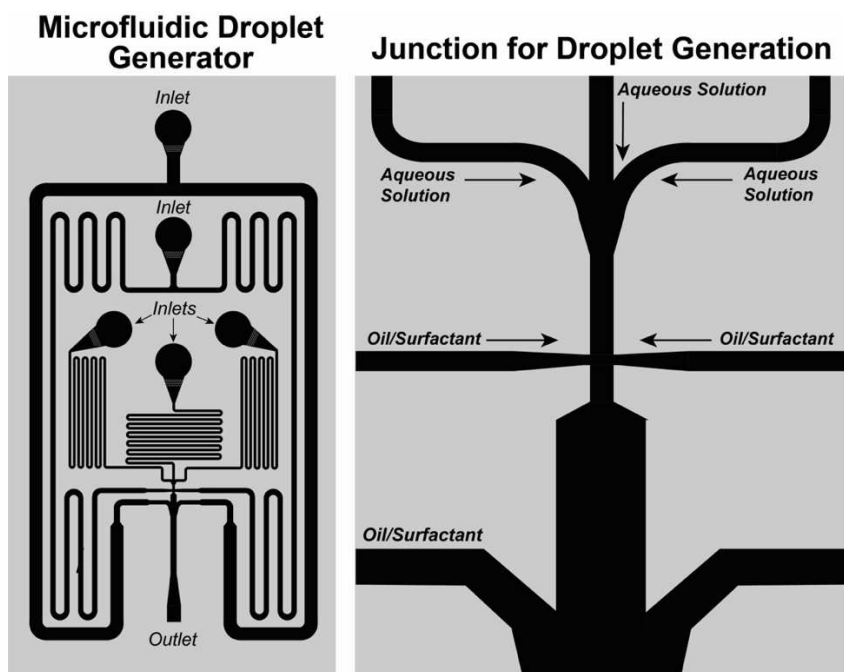 Microfluidic Droplet
Generator
Inlet
Inlet
Inlets
Outlet
Junction for Droplet Generation
Aqueous Solution
Aqueous
Solution
Aqueous
Solution
Oil/Surfactant
Oil/Surfactant
Oil/Surfactant